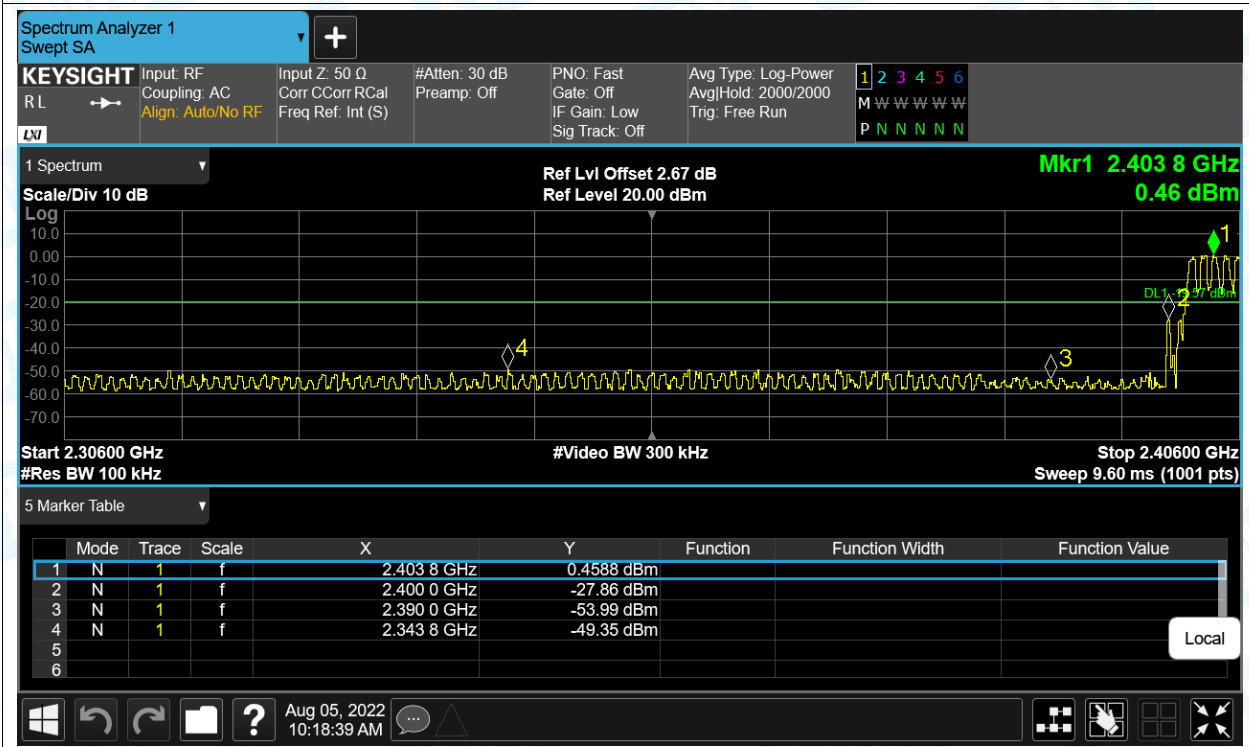 Spectrum Analyzer 1
Swept SA
KEYSIGHT
R L
LXI
Input: RF
Coupling: AC
Align: Auto/No RF
Input Z: 50 Ω
Corr CCorr RCal
Freq Ref: Int (S)
#Atten: 30 dB
Preamp: Off
PNO: Fast
Gate: Off
IF Gain: Low
Sig Track: Off
Avg Type: Log-Power
Avg|Hold: 2000/2000
Trig: Free Run
1 2 3 4 5 6
M W W W W W
P N N N N N
1 Spectrum
Scale/Div 10 dB
Ref Lvl Offset 2.67 dB
Ref Level 20.00 dBm
Mkr1 2.403 8 GHz
0.46 dBm
Log
10.0
0.00
-10.0
-20.0
-30.0
-40.0
-50.0
-60.0
-70.0
1
2
3
4
Start 2.30600 GHz
#Video BW 300 kHz
Stop 2.40600 GHz
#Res BW 100 kHz
Sweep 9.60 ms (1001 pts)
5 Marker Table
Mode Trace Scale X Y Function Function Width Function Value
1 N 1 f 2.403 8 GHz 0.4588 dBm
2 N 1 f 2.400 0 GHz -27.86 dBm
3 N 1 f 2.390 0 GHz -53.99 dBm
4 N 1 f 2.343 8 GHz -49.35 dBm
5
6
Local
?
Aug 05, 2022
10:18:39 AM